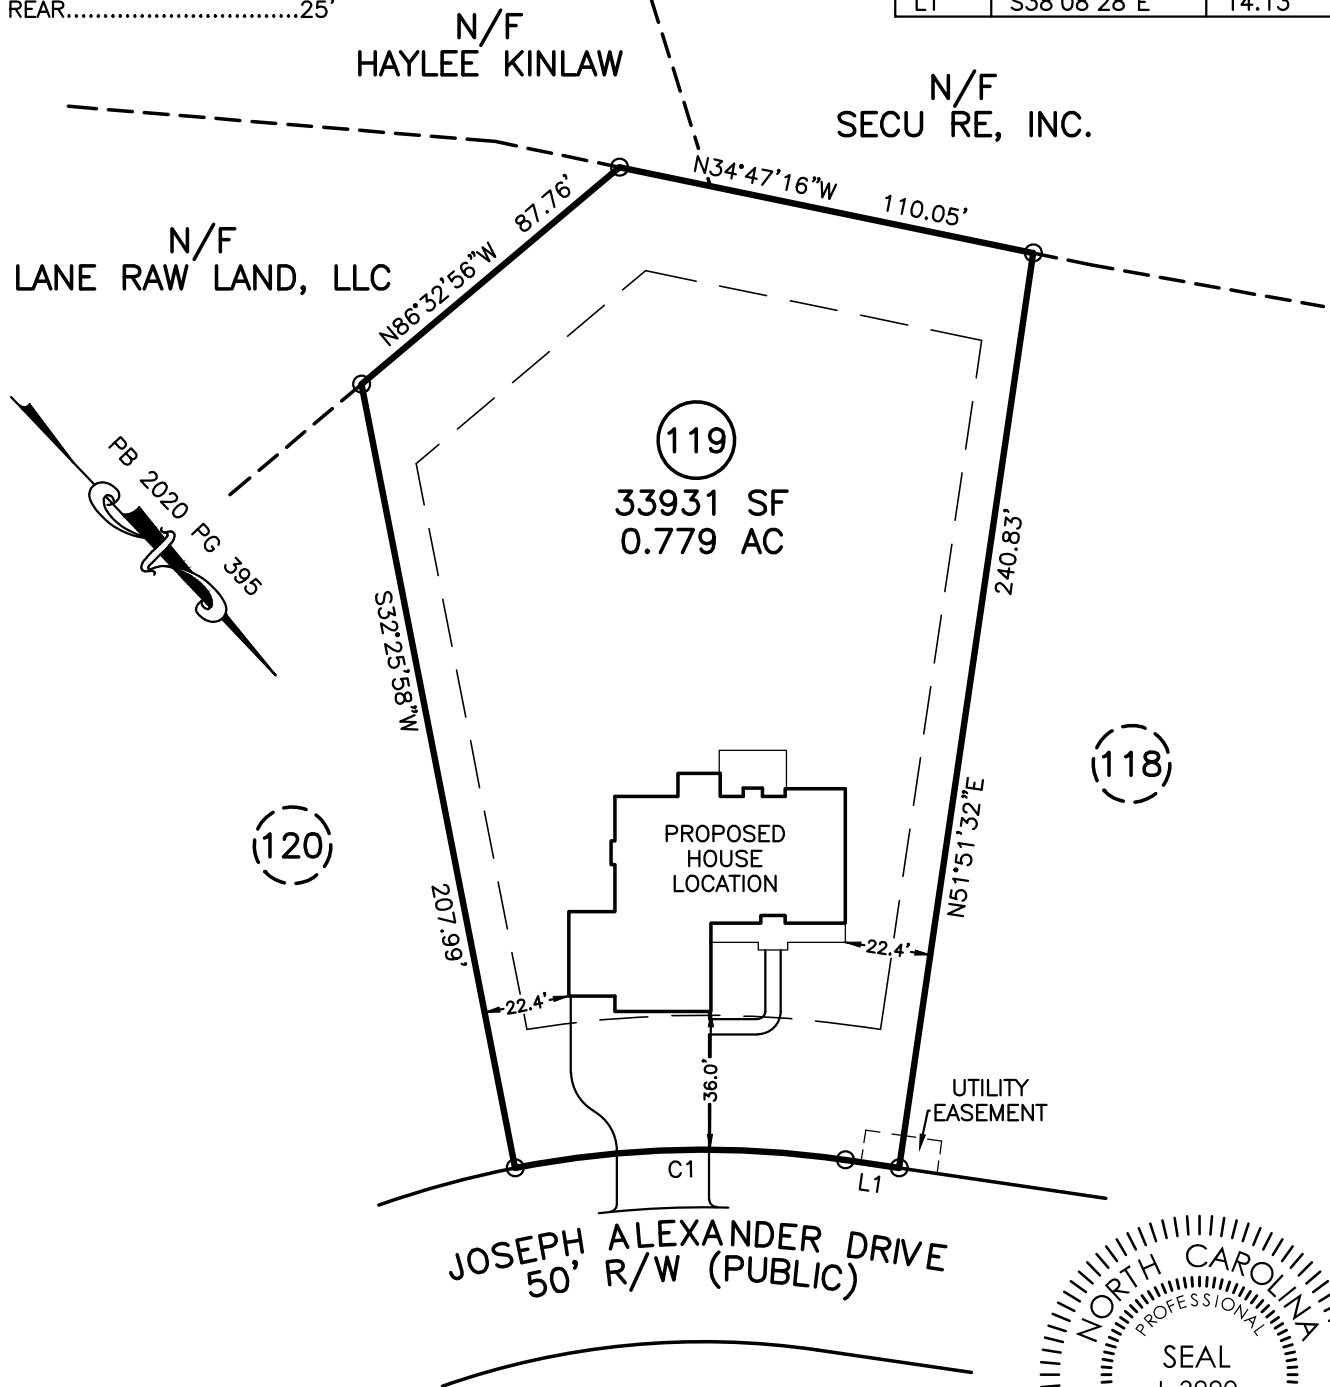 REAR..............................25'
L1 S38°08'28"E 14.13'
N/F
HAYLEE KINLAW
N/F
SECU RE, INC.
N34°47'16"W 110.05'
N86°32'56"W 87.76'
N/F
LANE RAW LAND, LLC
PB 2020 PG 395
119
33931 SF
0.779 AC
240.83'
N51°51'32"E
S32°25'58"W
207.99'
118
120
PROPOSED
HOUSE
LOCATION
22.4'
22.4'
36.0'
UTILITY
EASEMENT
C1
L1
JOSEPH ALEXANDER DRIVE
50' R/W (PUBLIC)
NORTH CAROLINA
PROFESSIONAL
SEAL